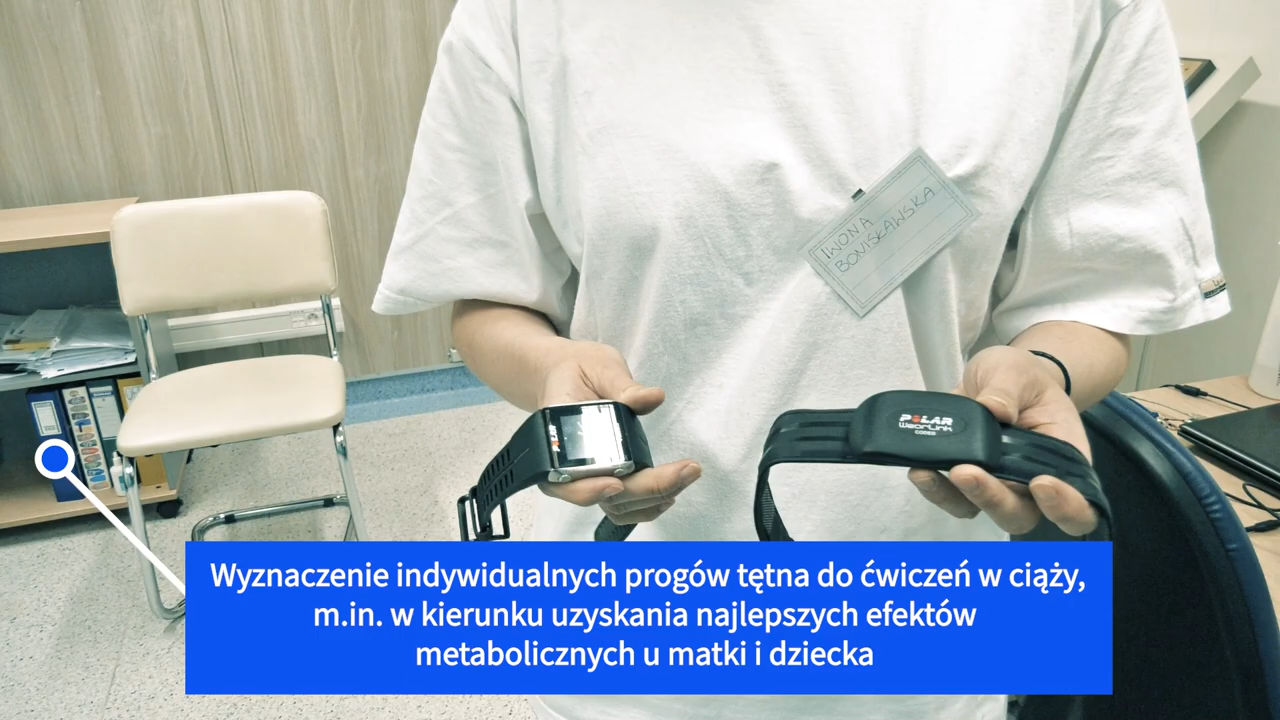 IWONA
BONISŁAWSKA
POLAR
WearLink
CODED
Wyznaczenie indywidualnych progów tętna do ćwiczeń w ciąży,
m.in. w kierunku uzyskania najlepszych efektów
metabolicznych u matki i dziecka